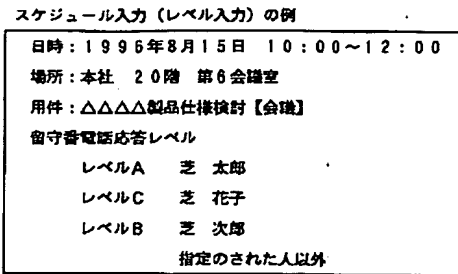 スケジュール入力（レベル入力）の例
日時：１９９６年８月１５日　１０：００～１２：００
場所：本社　２０階　第６会議室
用件：△△△△製品仕様検討【会議】
留守番電話応答レベル
レベルＡ　　芝　太郎
レベルＣ　　芝　花子
レベルＢ　　芝　次郎
指定のされた人以外